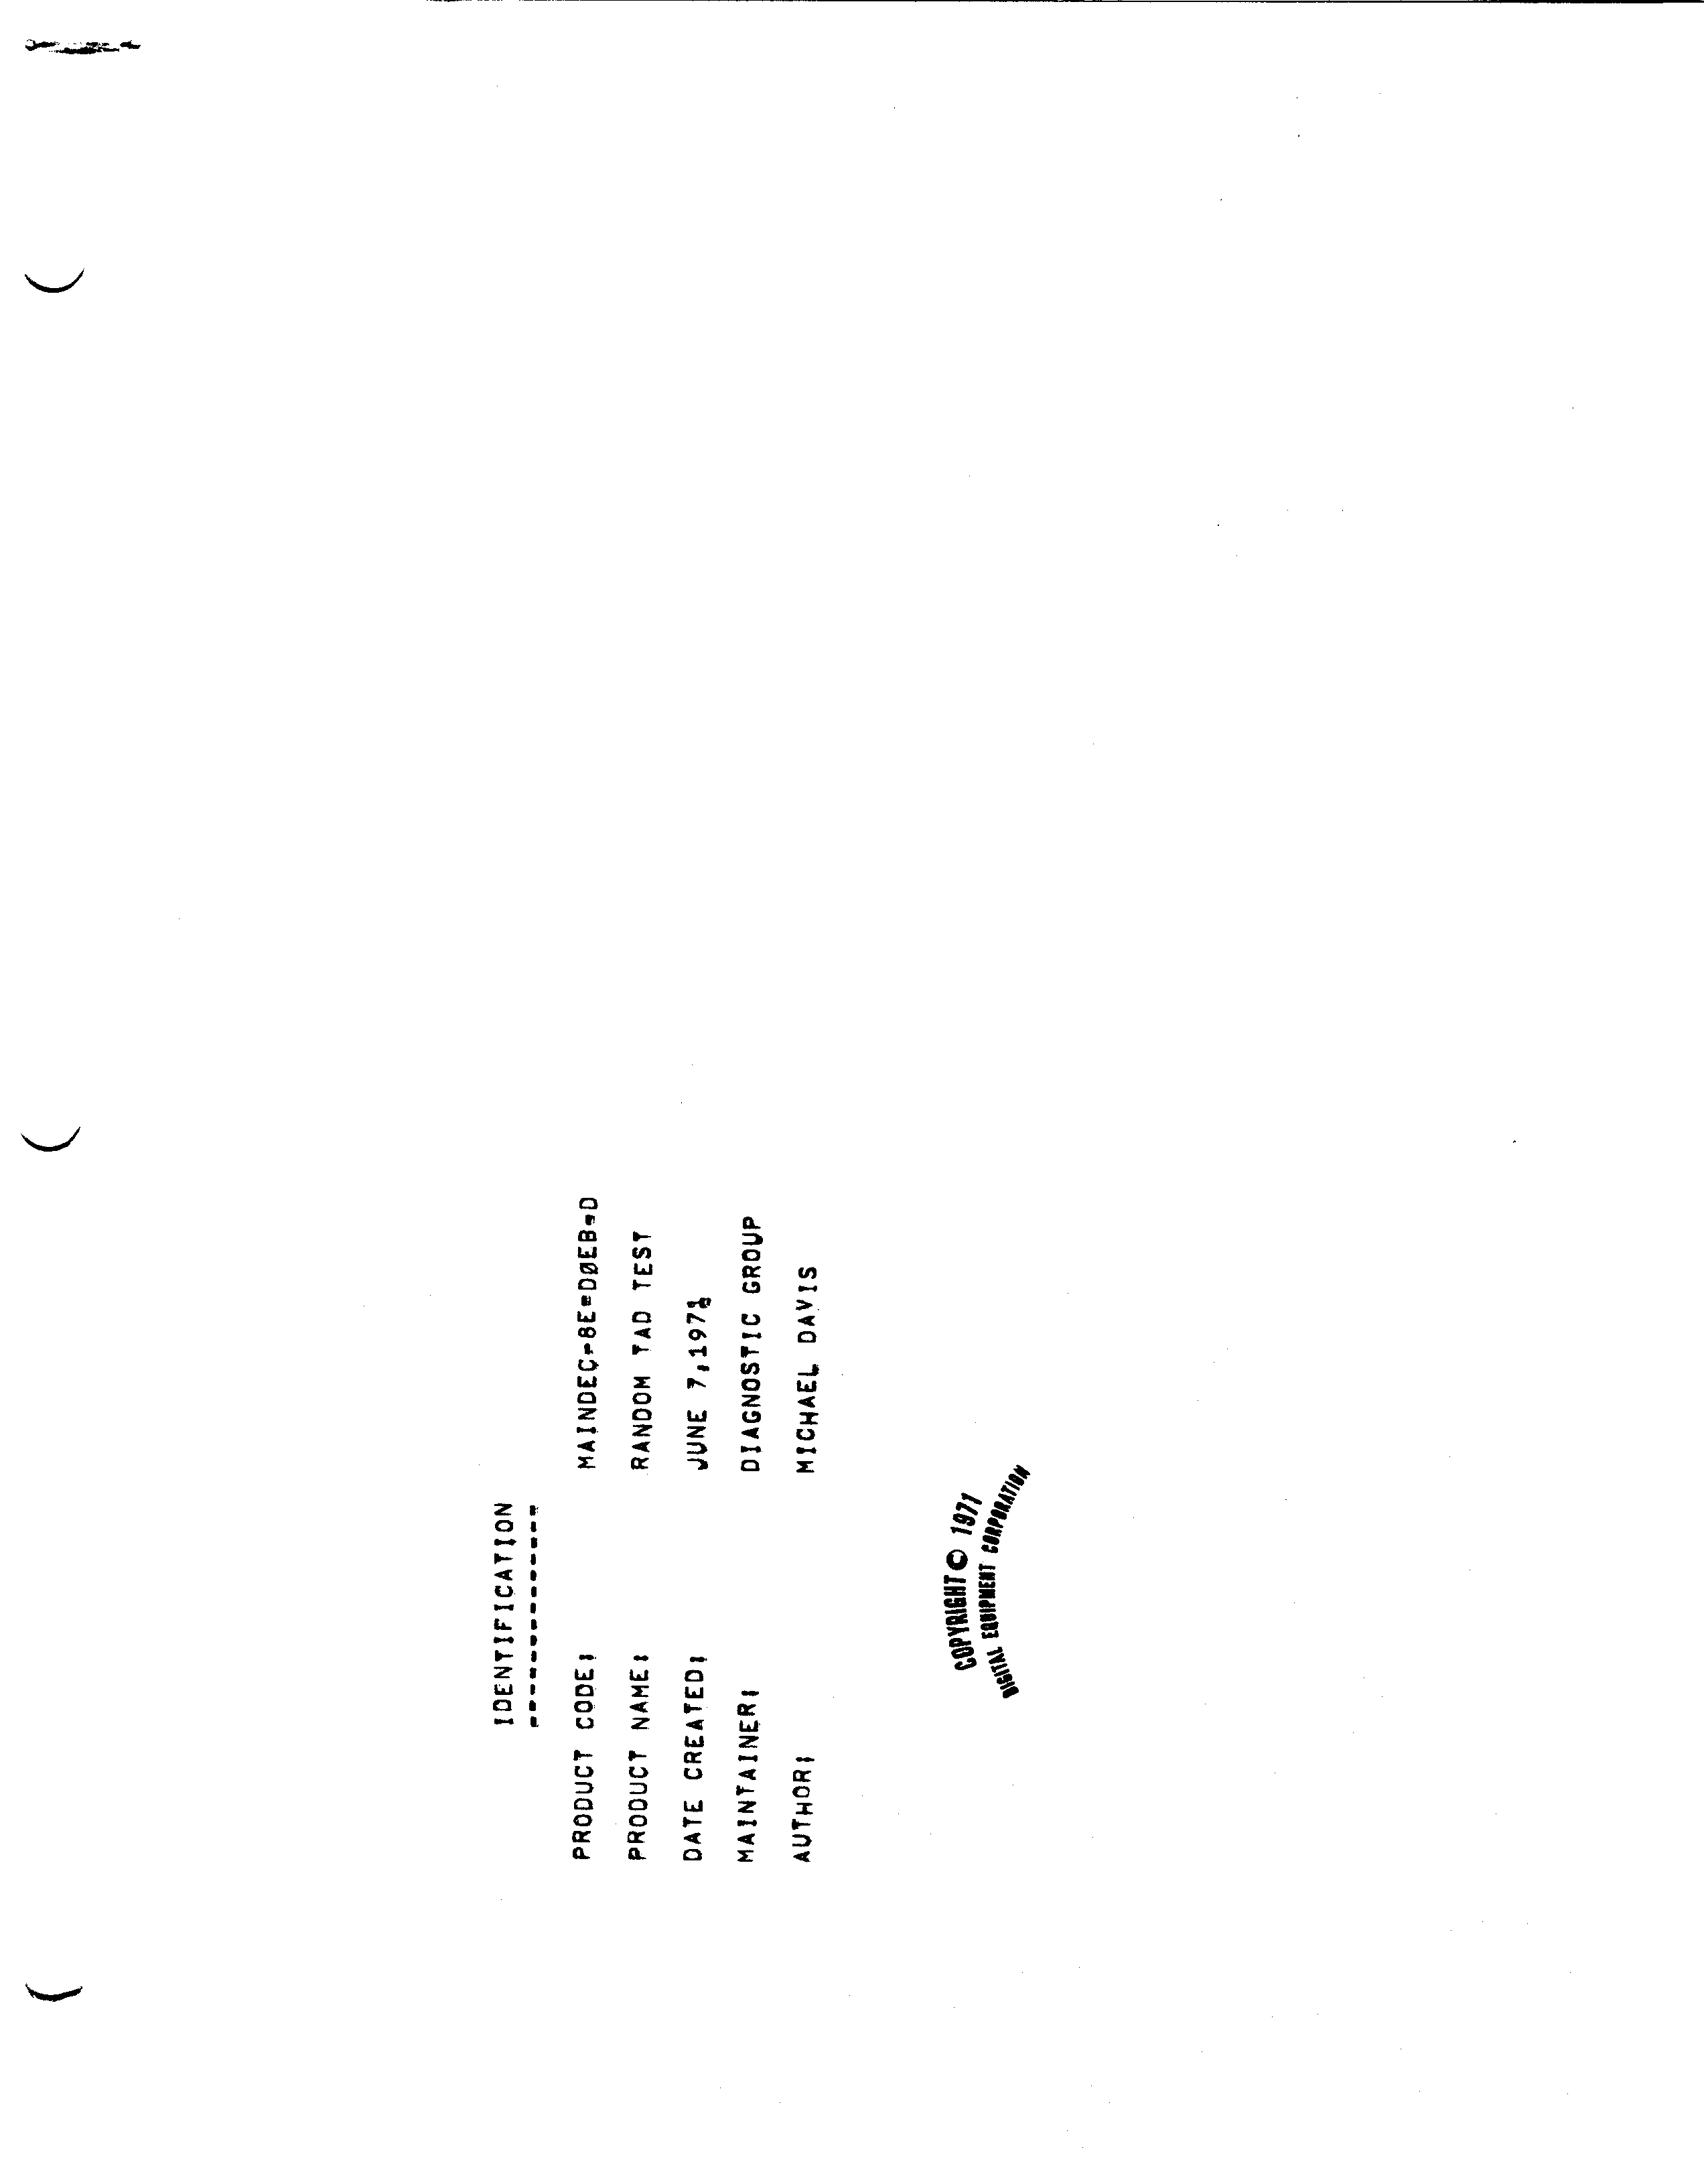 IDENTIFICATION
--------------
PRODUCT CODE: MAINDEC-8E-DØEB-D
PRODUCT NAME: RANDOM TAD TEST
DATE CREATED: JUNE 7,1971
MAINTAINER: DIAGNOSTIC GROUP
AUTHOR: MICHAEL DAVIS
COPYRIGHT © 1971
DIGITAL EQUIPMENT CORPORATION